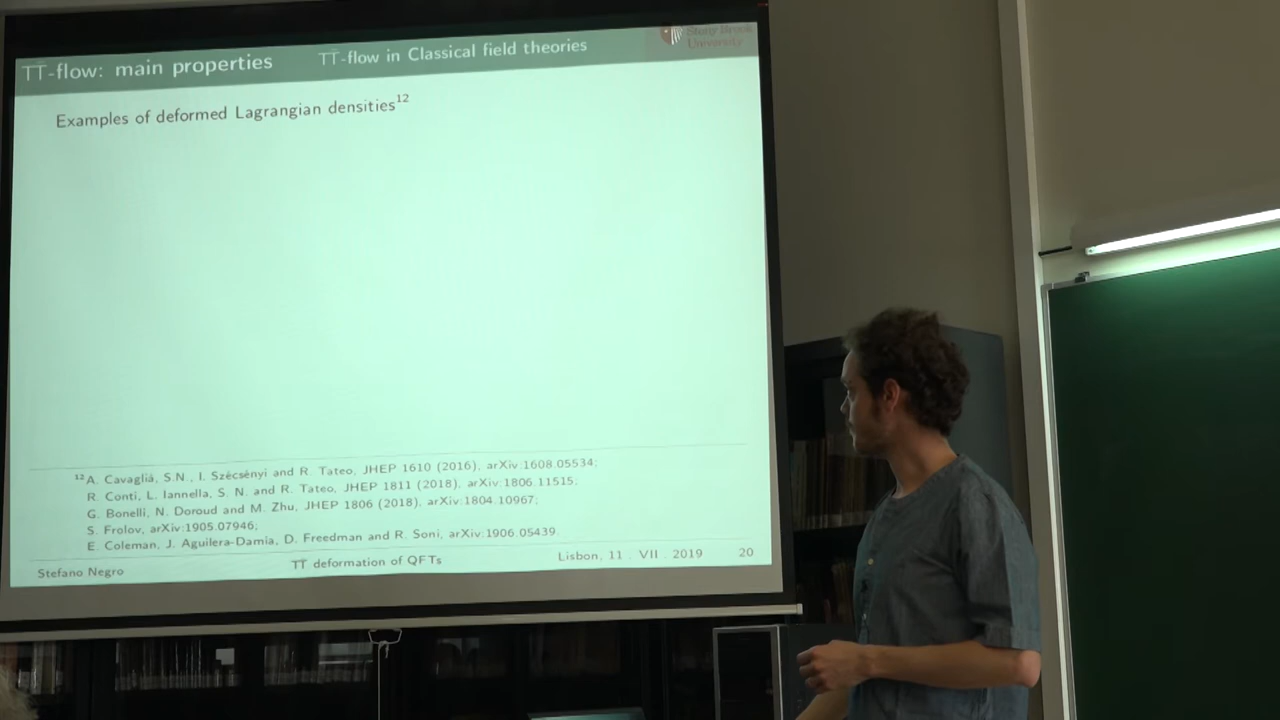 TT̄-flow: main properties TT̄-flow in Classical field theories
Stony Brook
University
Examples of deformed Lagrangian densities¹²
¹²A. Cavaglià, S.N., I. Szécsényi and R. Tateo, JHEP 1610 (2016), arXiv:1608.05534;
R. Conti, L. Iannella, S. N. and R. Tateo, JHEP 1811 (2018), arXiv:1806.11515;
G. Bonelli, N. Doroud and M. Zhu, JHEP 1806 (2018), arXiv:1804.10967;
S. Frolov, arXiv:1905.07946;
E. Coleman, J. Aguilera-Damia, D. Freedman and R. Soni, arXiv:1906.05439.
Stefano Negro TT̄ deformation of QFTs Lisbon, 11 . VII . 2019 20